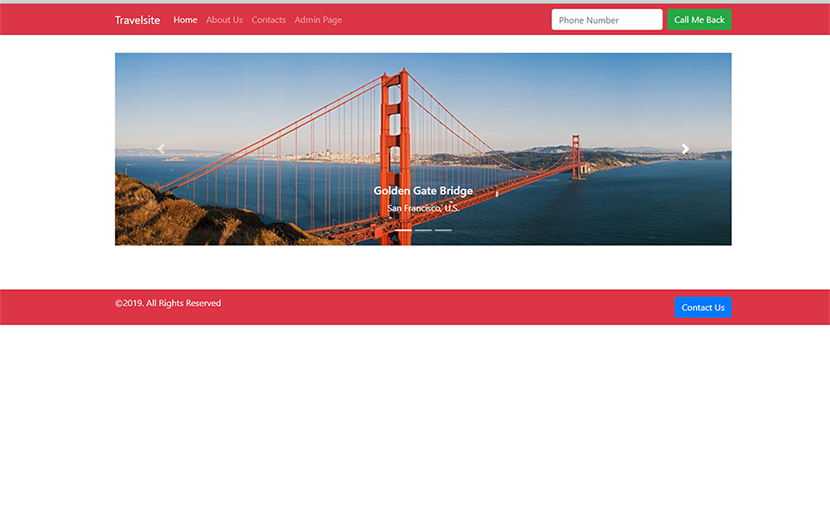 Travelsite Home About Us Contacts Admin Page Phone Number Call Me Back
Golden Gate Bridge
San Francisco, U.S.
©2019. All Rights Reserved Contact Us